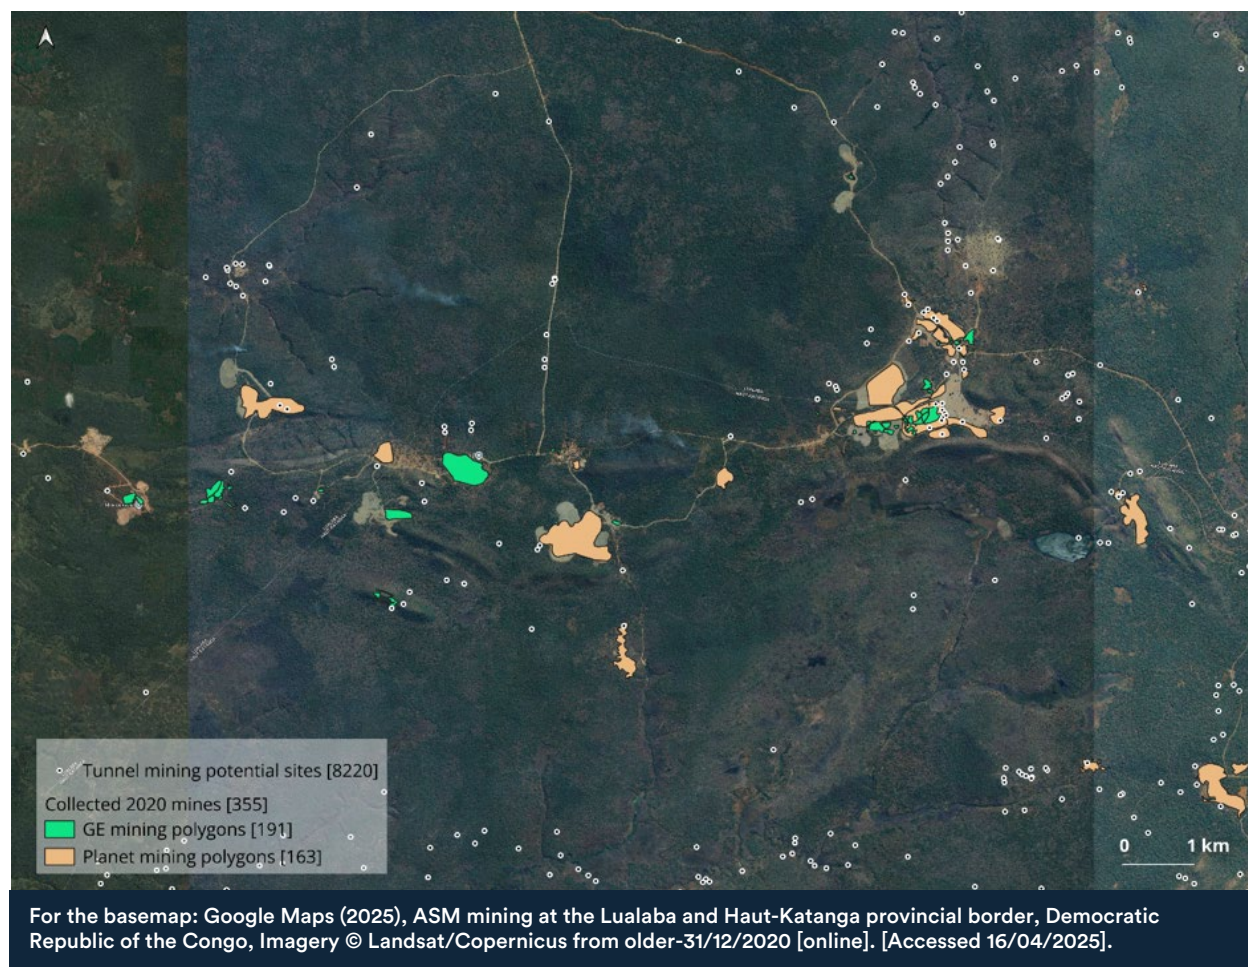 Tunnel mining potential sites [8220]
Collected 2020 mines [355]
GE mining polygons [191]
Planet mining polygons [163]
0 1 km
For the basemap: Google Maps (2025), ASM mining at the Lualaba and Haut-Katanga provincial border, Democratic
Republic of the Congo, Imagery © Landsat/Copernicus from older-31/12/2020 [online]. [Accessed 16/04/2025].